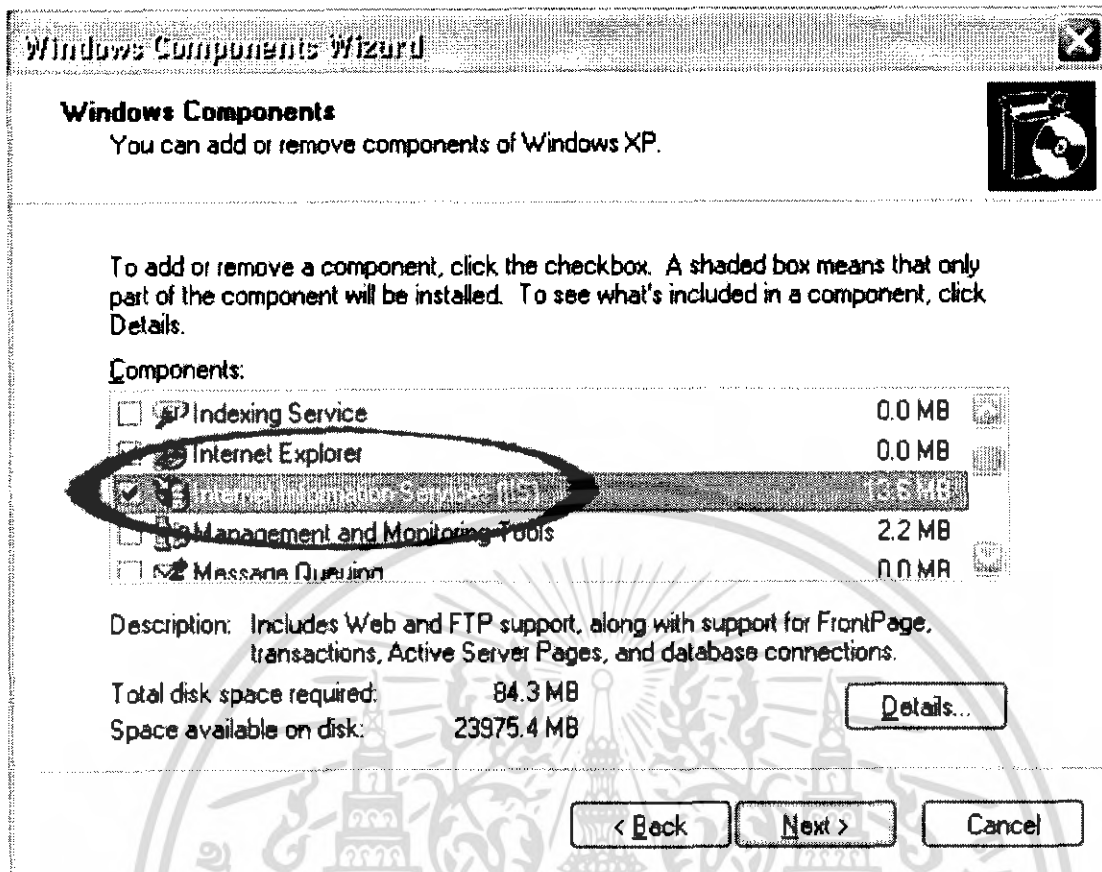 Windows Components Wizard
Windows Components
You can add or remove components of Windows XP.
To add or remove a component, click the checkbox. A shaded box means that only
part of the component will be installed. To see what's included in a component, click
Details.
Components:
Indexing Service 0.0 MB
Internet Explorer 0.0 MB
Internet Information Services (IIS) 13.6 MB
Management and Monitoring Tools 2.2 MB
Message Queuing 0.0 MB
Description: Includes Web and FTP support, along with support for FrontPage,
transactions, Active Server Pages, and database connections.
Total disk space required: 84.3 MB
Space available on disk: 23975.4 MB
Details...
< Back Next > Cancel